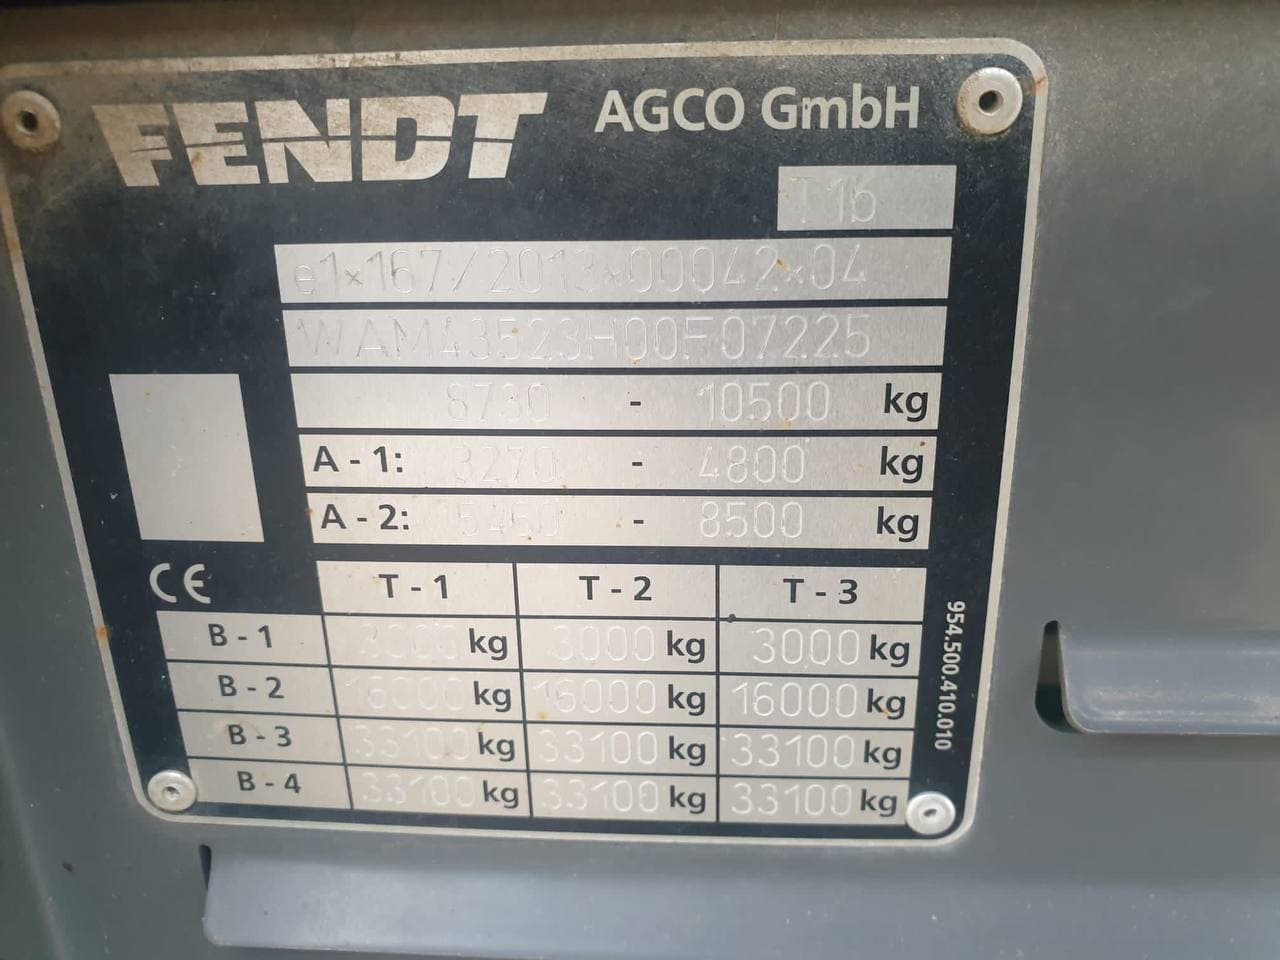 FENDT AGCO GmbH
T1b
e1*167/2013*00042*04
WAM43523H00F07225
8730 - 10500 kg
A - 1: 3270 - 4800 kg
A - 2: 5460 - 8500 kg
T - 1 T - 2 T - 3
B - 1 3000 kg 3000 kg 3000 kg
B - 2 16000 kg 16000 kg 16000 kg
B - 3 33100 kg 33100 kg 33100 kg
B - 4 33100 kg 33100 kg 33100 kg
CE
954.500.410.010